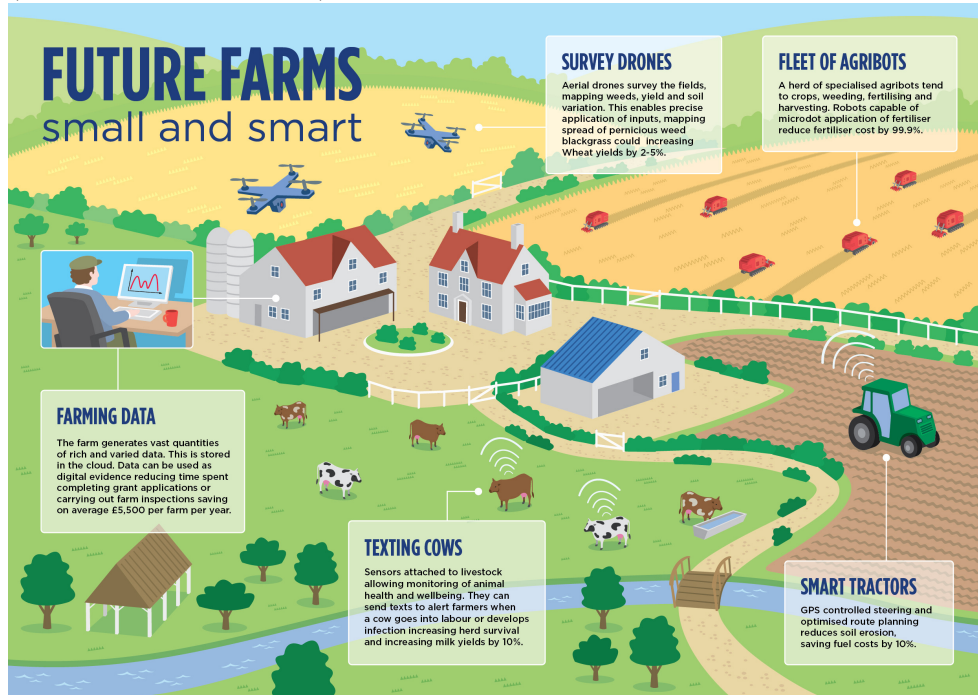 FUTURE FARMS
small and smart
SURVEY DRONES
Aerial drones survey the fields,
mapping weeds, yield and soil
variation. This enables precise
application of inputs, mapping
spread of pernicious weed
blackgrass could increasing
Wheat yields by 2-5%.
FLEET OF AGRIBOTS
A herd of specialised agribots tend
to crops, weeding, fertilising and
harvesting. Robots capable of
microdot application of fertiliser
reduce fertiliser cost by 99.9%.
FARMING DATA
The farm generates vast quantities
of rich and varied data. This is stored
in the cloud. Data can be used as
digital evidence reducing time spent
completing grant applications or
carrying out farm inspections saving
on average £5,500 per farm per year.
TEXTING COWS
Sensors attached to livestock
allowing monitoring of animal
health and wellbeing. They can
send texts to alert farmers when
a cow goes into labour or develops
infection increasing herd survival
and increasing milk yields by 10%.
SMART TRACTORS
GPS controlled steering and
optimised route planning
reduces soil erosion,
saving fuel costs by 10%.